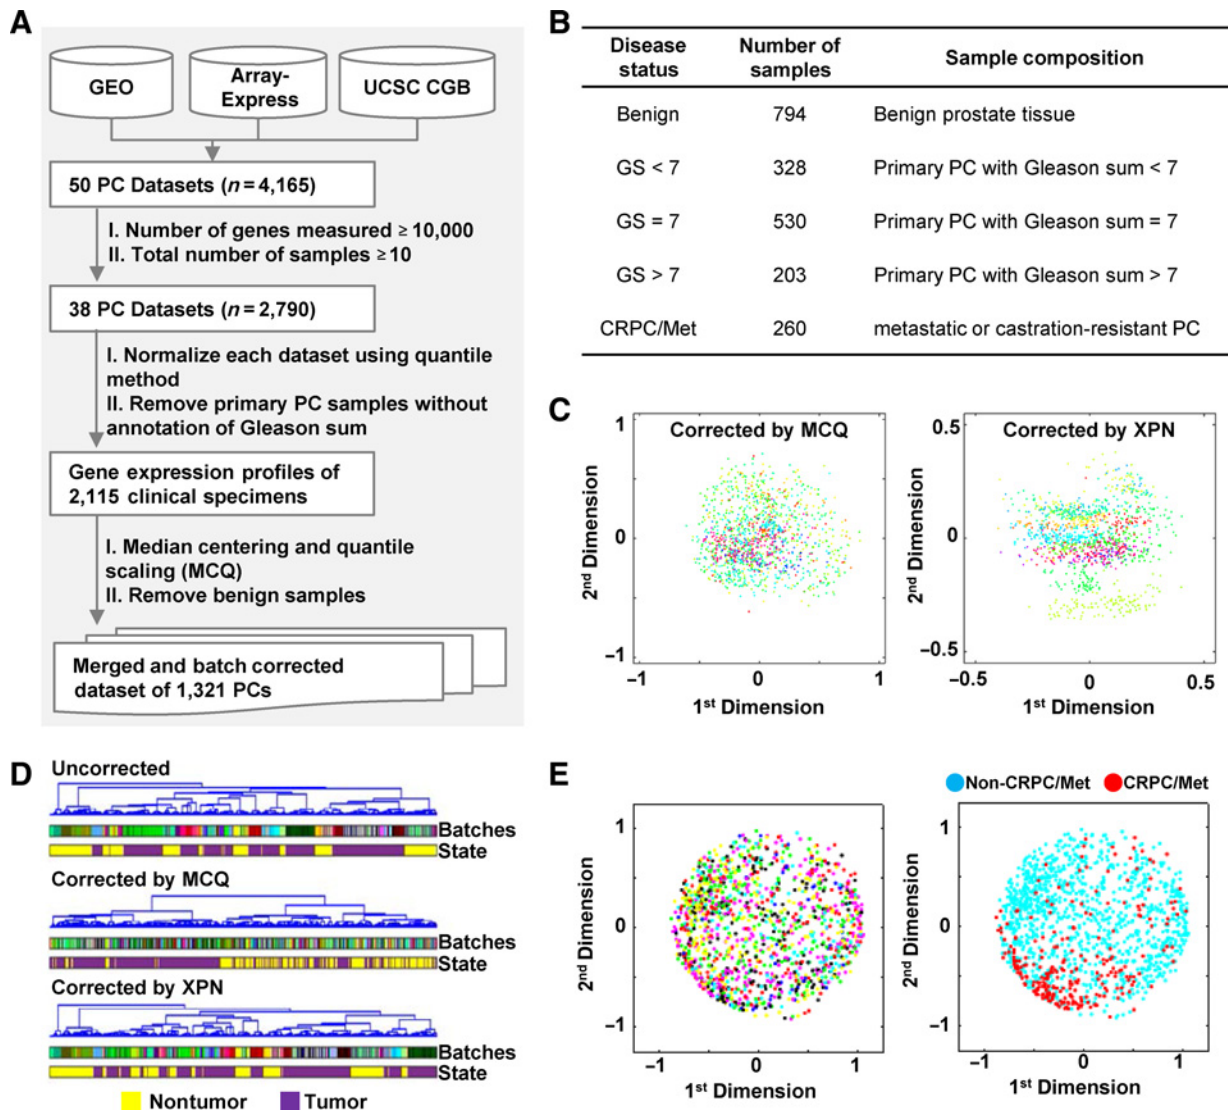 A
GEO
Array-
Express
UCSC CGB
50 PC Datasets (n = 4,165)
I. Number of genes measured ≥ 10,000
II. Total number of samples ≥ 10
38 PC Datasets (n = 2,790)
I. Normalize each dataset using quantile
method
II. Remove primary PC samples without
annotation of Gleason sum
Gene expression profiles of
2,115 clinical specimens
I. Median centering and quantile
scaling (MCQ)
II. Remove benign samples
Merged and batch corrected
dataset of 1,321 PCs
B
Disease status Number of samples Sample composition
Benign 794 Benign prostate tissue
GS < 7 328 Primary PC with Gleason sum < 7
GS = 7 530 Primary PC with Gleason sum = 7
GS > 7 203 Primary PC with Gleason sum > 7
CRPC/Met 260 metastatic or castration-resistant PC
C
Corrected by MCQ
1
0
−1
2nd Dimension
−1 0 1
1st Dimension
Corrected by XPN
0.5
0
−0.5
2nd Dimension
−0.5 0 0.5
1st Dimension
D
Uncorrected
Batches
State
Corrected by MCQ
Batches
State
Corrected by XPN
Batches
State
Nontumor Tumor
E
1
0
−1
2nd Dimension
−1 0 1
1st Dimension
Non-CRPC/Met CRPC/Met
1
0
−1
2nd Dimension
−1 0 1
1st Dimension